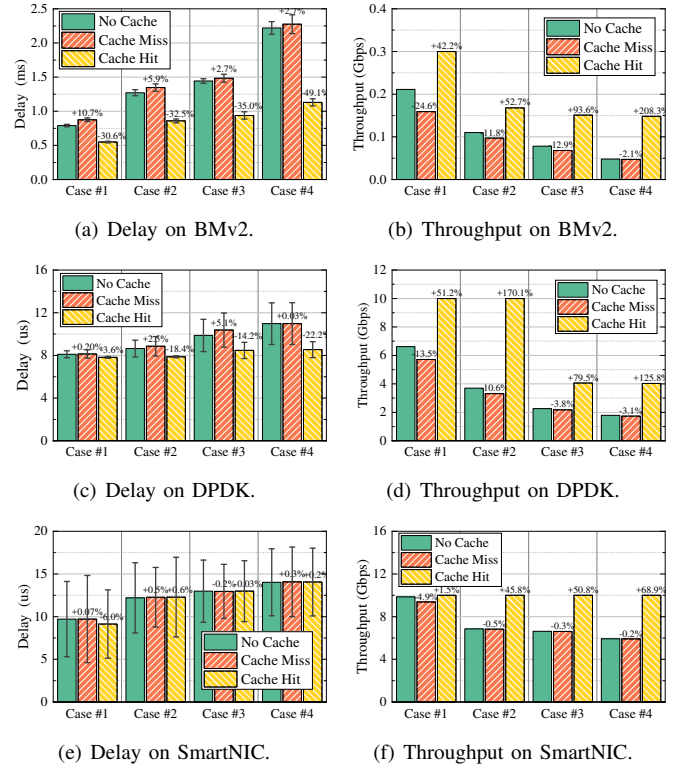 2.5
2.0
1.5
1.0
0.5
0.0
Delay (ms)
No Cache
Cache Miss
Cache Hit
+10.7%
-30.6%
+5.9%
-32.5%
+2.7%
-35.0%
+2.7%
-49.1%
Case #1 Case #2 Case #3 Case #4
(a) Delay on BMv2.
0.4
0.3
0.2
0.1
0.0
Throughput (Gbps)
No Cache
Cache Miss
Cache Hit
-24.6%
+42.2%
-11.8%
+52.7%
-12.9%
+93.6%
-2.1%
+208.3%
Case #1 Case #2 Case #3 Case #4
(b) Throughput on BMv2.
16
12
8
4
0
Delay (us)
No Cache
Cache Miss
Cache Hit
+0.20%
-3.6%
-18.4%
+5.1%
-14.2%
+0.03%
-22.2%
Case #1 Case #2 Case #3 Case #4
(c) Delay on DPDK.
12
10
8
6
4
2
0
Throughput (Gbps)
No Cache
Cache Miss
Cache Hit
-13.5%
+51.2%
-10.6%
+170.1%
-3.8%
+79.5%
-3.1%
+125.8%
Case #1 Case #2 Case #3 Case #4
(d) Throughput on DPDK.
20
15
10
5
0
Delay (us)
No Cache
Cache Miss
Cache Hit
+0.07%
-6.0%
+0.5%
+0.6%
-0.2%
+0.03%
+0.3%
+0.2%
Case #1 Case #2 Case #3 Case #4
(e) Delay on SmartNIC.
16
12
8
4
0
Throughput (Gbps)
No Cache
Cache Miss
Cache Hit
-4.9%
+1.5%
-0.5%
+45.8%
-0.3%
+50.8%
-0.2%
+68.9%
Case #1 Case #2 Case #3 Case #4
(f) Throughput on SmartNIC.